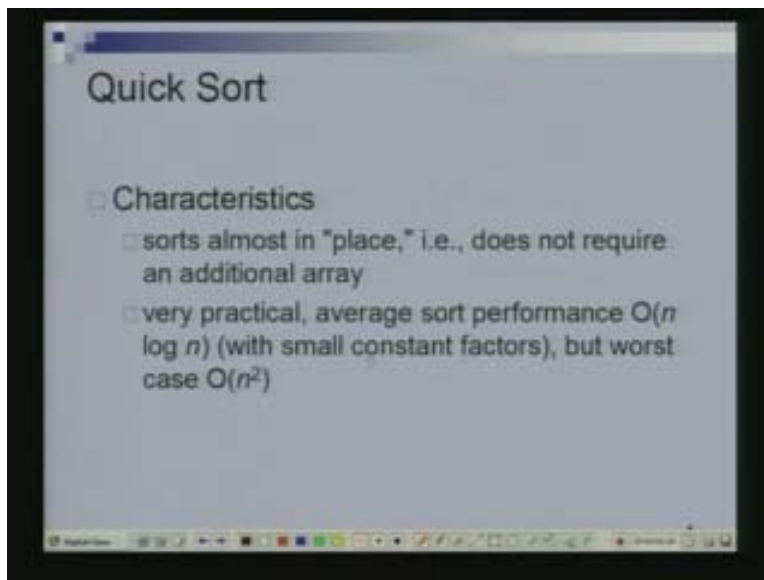 Quick Sort
Characteristics
sorts almost in "place," i.e., does not require
an additional array
very practical, average sort performance O(n
log n) (with small constant factors), but worst
case O(n²)